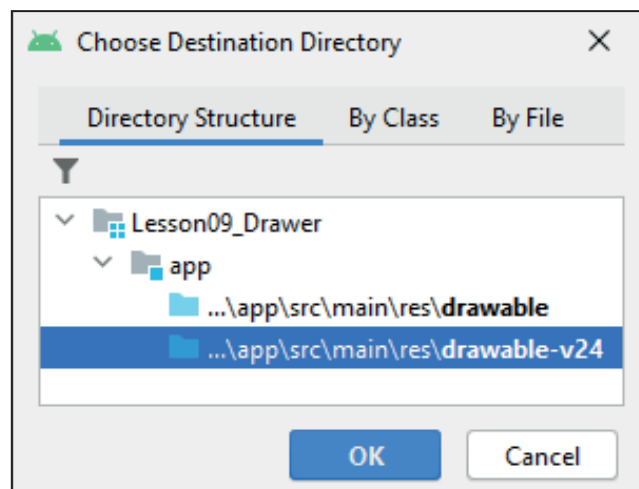 Choose Destination Directory
Directory Structure By Class By File
Lesson09_Drawer
app
...\app\src\main\res\drawable
...\app\src\main\res\drawable-v24
OK Cancel